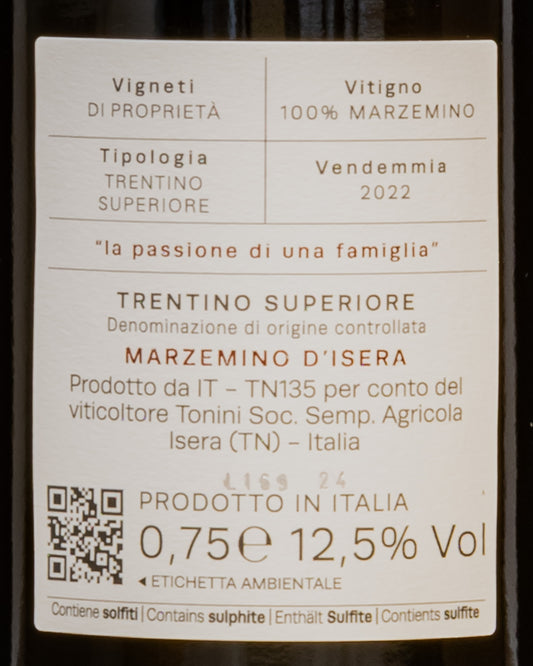 Vigneti
DI PROPRIETÀ
Vitigno
100% MARZEMINO
Tipologia
TRENTINO
SUPERIORE
Vendemmia
2022
“la passione di una famiglia”
TRENTINO SUPERIORE
Denominazione di origine controllata
MARZEMINO D'ISERA
Prodotto da IT – TN135 per conto del
viticoltore Tonini Soc. Semp. Agricola
Isera (TN) – Italia
L169 24
PRODOTTO IN ITALIA
0,75℮ 12,5% Vol
◄ ETICHETTA AMBIENTALE
Contiene solfiti | Contains sulphite | Enthält Sulfite | Contients sulfite